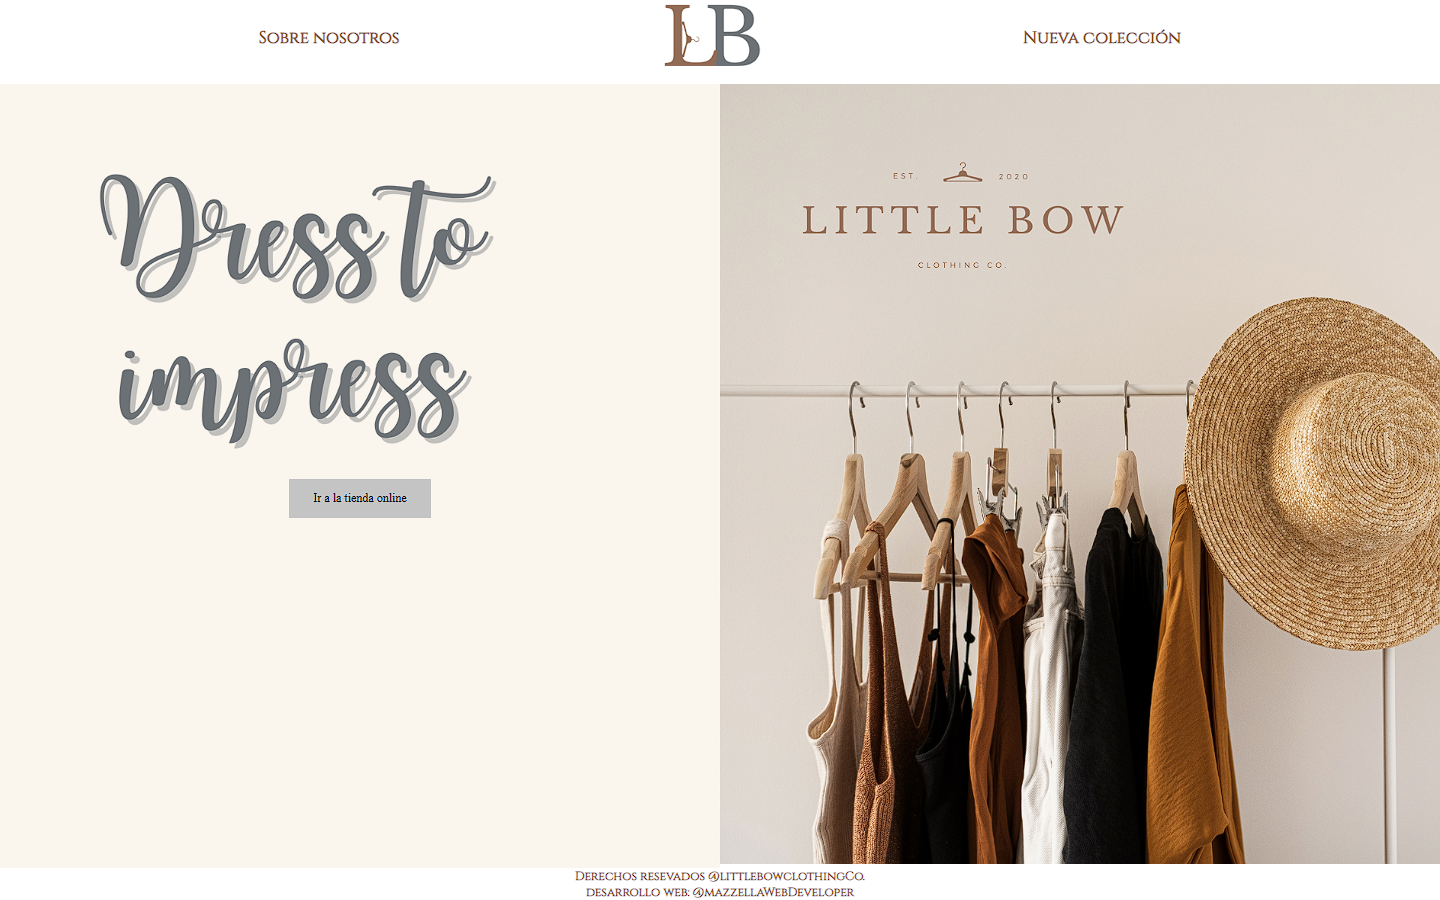 Sobre nosotros
LB
Nueva colección
Dress to
impress
Ir a la tienda online
EST. 2020
LITTLE BOW
CLOTHING CO.
Derechos resevados @littlebowclothingCo.
desarrollo web: @mazzellaWebDeveloper